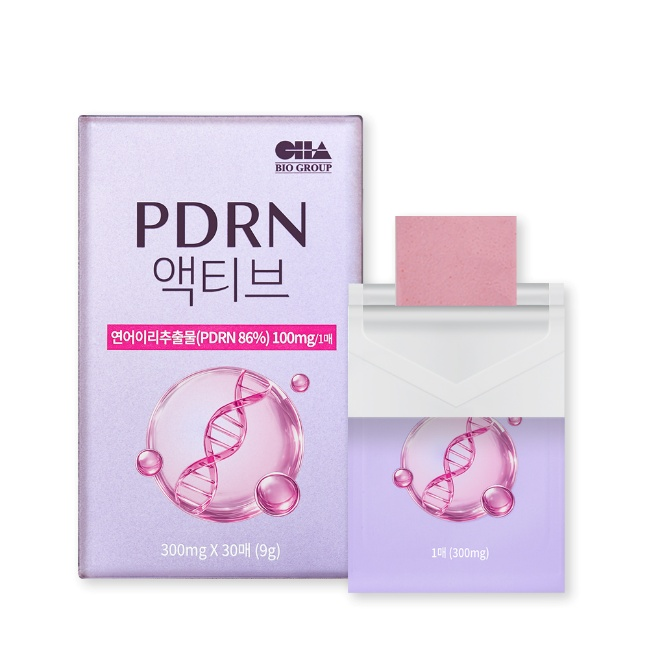 CHA
BIO GROUP
PDRN
액티브
연어이리추출물(PDRN 86%) 100mg/1매
300mg X 30매 (9g)
1매 (300mg)